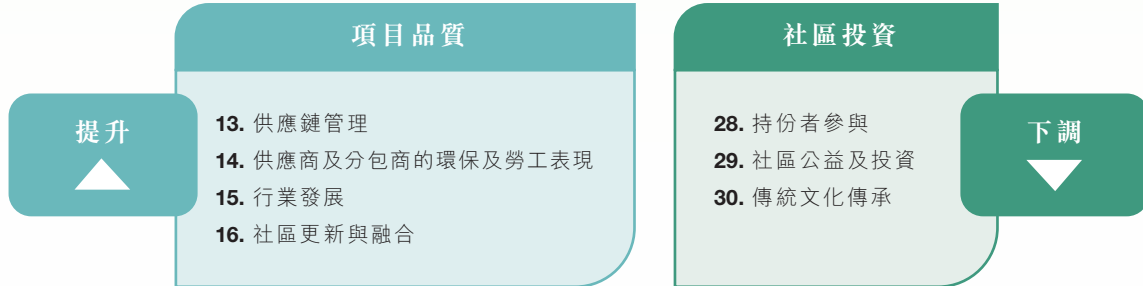 項目品質
提升
13. 供應鏈管理
14. 供應商及分包商的環保及勞工表現
15. 行業發展
16. 社區更新與融合
社區投資
28. 持份者參與
29. 社區公益及投資
30. 傳統文化傳承
下調